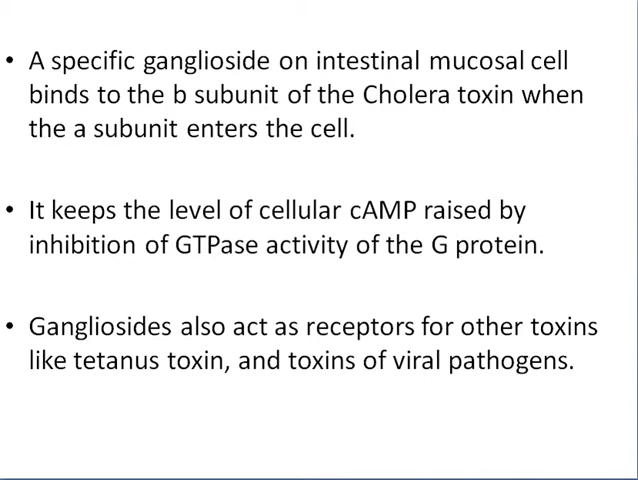 • A specific ganglioside on intestinal mucosal cell
binds to the b subunit of the Cholera toxin when
the a subunit enters the cell.
• It keeps the level of cellular cAMP raised by
inhibition of GTPase activity of the G protein.
• Gangliosides also act as receptors for other toxins
like tetanus toxin, and toxins of viral pathogens.